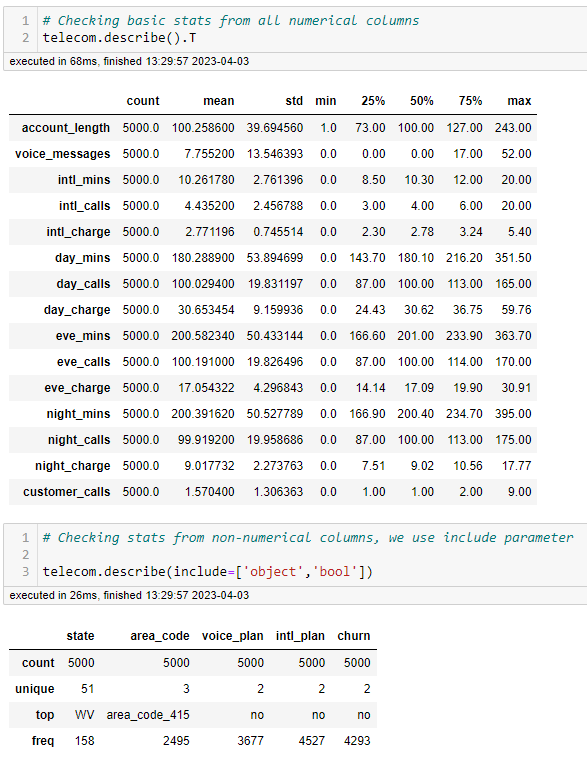 1 # Checking basic stats from all numerical columns
2 telecom.describe().T
executed in 68ms, finished 13:29:57 2023-04-03
count mean std min 25% 50% 75% max
account_length 5000.0 100.258600 39.694560 1.0 73.00 100.00 127.00 243.00
voice_messages 5000.0 7.755200 13.546393 0.0 0.00 0.00 17.00 52.00
intl_mins 5000.0 10.261780 2.761396 0.0 8.50 10.30 12.00 20.00
intl_calls 5000.0 4.435200 2.456788 0.0 3.00 4.00 6.00 20.00
intl_charge 5000.0 2.771196 0.745514 0.0 2.30 2.78 3.24 5.40
day_mins 5000.0 180.288900 53.894699 0.0 143.70 180.10 216.20 351.50
day_calls 5000.0 100.029400 19.831197 0.0 87.00 100.00 113.00 165.00
day_charge 5000.0 30.653454 9.159936 0.0 24.43 30.62 36.75 59.76
eve_mins 5000.0 200.582340 50.433144 0.0 166.60 201.00 233.90 363.70
eve_calls 5000.0 100.191000 19.826496 0.0 87.00 100.00 114.00 170.00
eve_charge 5000.0 17.054322 4.296843 0.0 14.14 17.09 19.90 30.91
night_mins 5000.0 200.391620 50.527789 0.0 166.90 200.40 234.70 395.00
night_calls 5000.0 99.919200 19.958686 0.0 87.00 100.00 113.00 175.00
night_charge 5000.0 9.017732 2.273763 0.0 7.51 9.02 10.56 17.77
customer_calls 5000.0 1.570400 1.306363 0.0 1.00 1.00 2.00 9.00
1 # Checking stats from non-numerical columns, we use include parameter
2
3 telecom.describe(include=['object','bool'])
executed in 26ms, finished 13:29:57 2023-04-03
state area_code voice_plan intl_plan churn
count 5000 5000 5000 5000 5000
unique 51 3 2 2 2
top WV area_code_415 no no no
freq 158 2495 3677 4527 4293